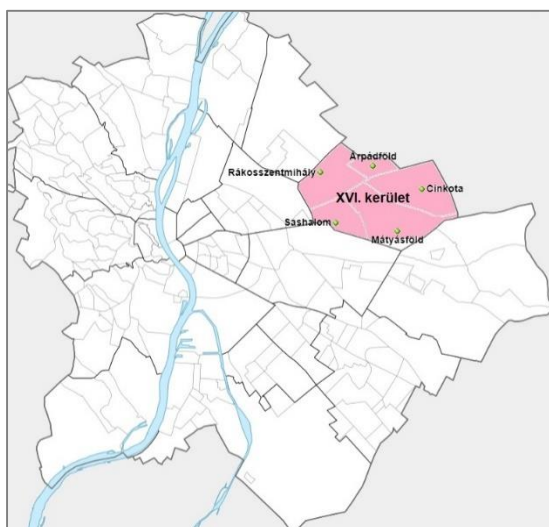 Árpádföld
Rákosszentmihály
Cinkota
XVI. kerület
Sashalom
Mátyásföld